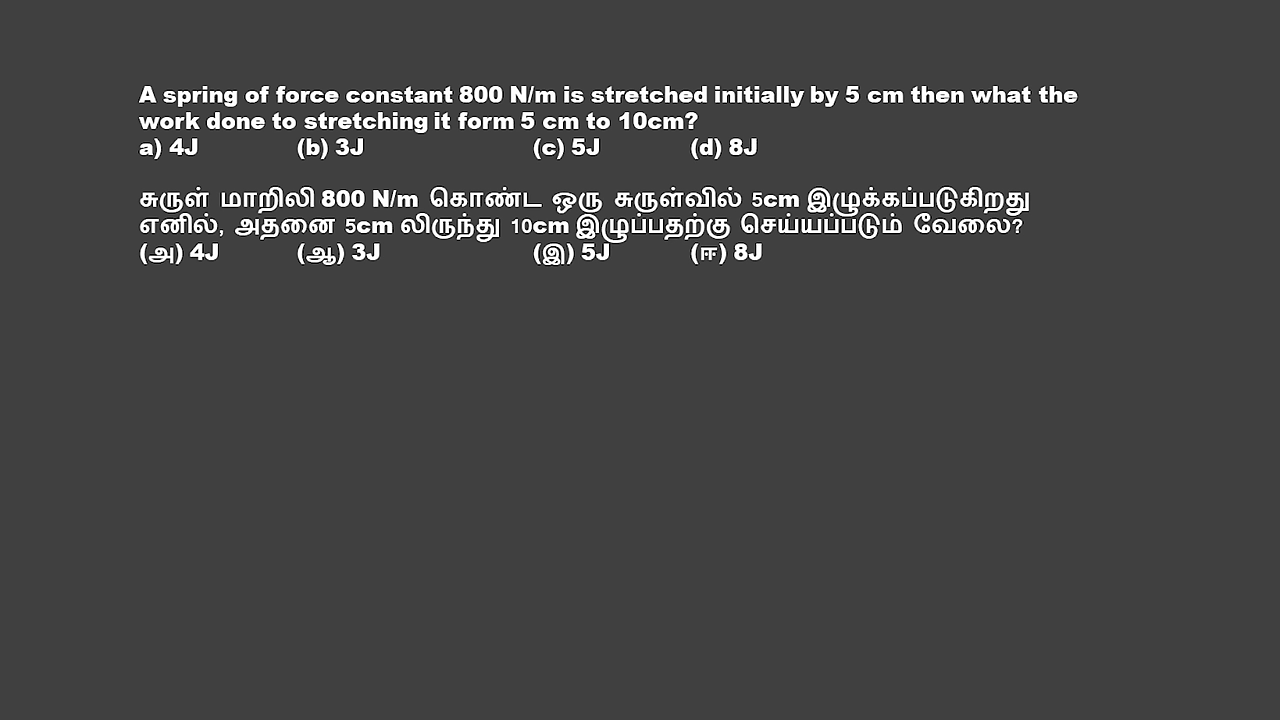 A spring of force constant 800 N/m is stretched initially by 5 cm then what the
work done to stretching it form 5 cm to 10cm?
a) 4J (b) 3J (c) 5J (d) 8J
சுருள் மாறிலி 800 N/m கொண்ட ஒரு சுருள்வில் 5cm இழுக்கப்படுகிறது
எனில், அதனை 5cm லிருந்து 10cm இழுப்பதற்கு செய்யப்படும் வேலை?
(அ) 4J (ஆ) 3J (இ) 5J (ஈ) 8J